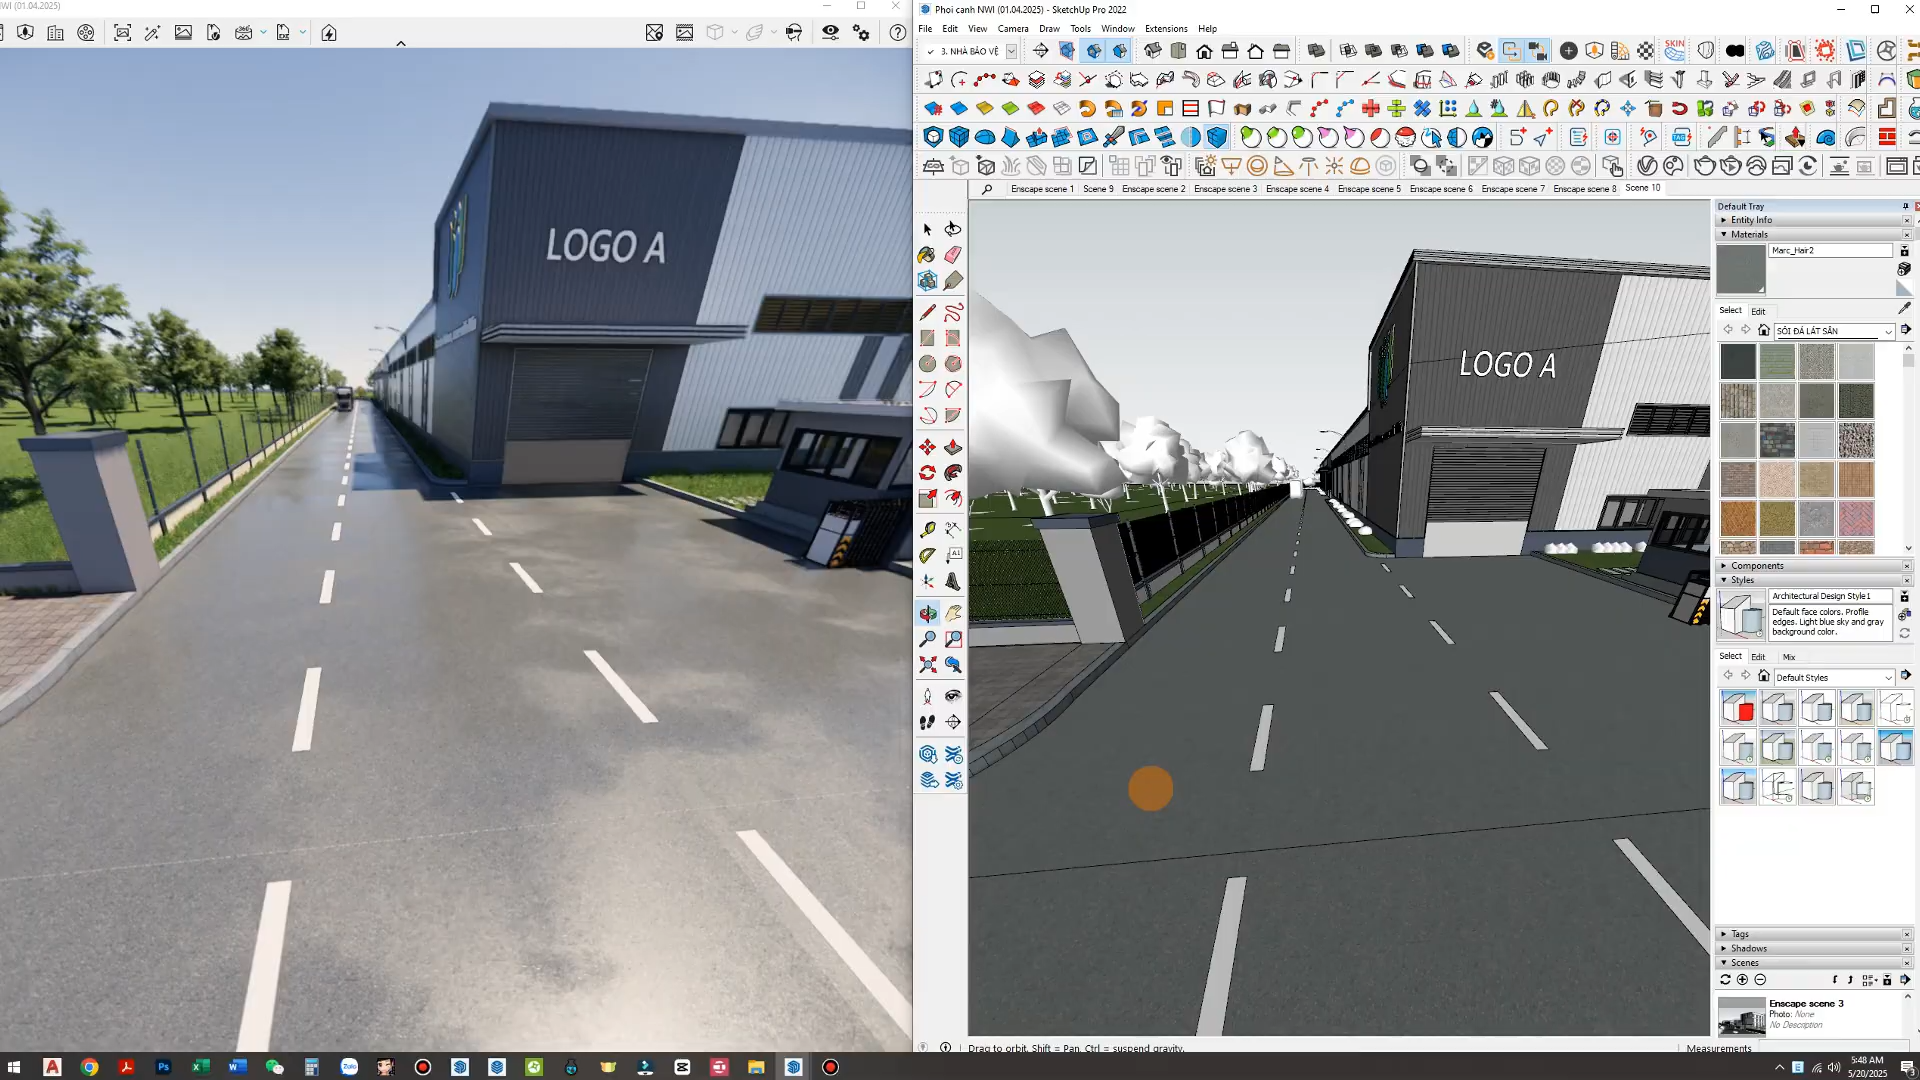 NWI (01.04.2025)
Phoi canh NWI (01.04.2025) - SketchUp Pro 2022
File Edit View Camera Draw Tools Window Extensions Help
3. NHÀ BẢO VỆ
SKIN
TAG
Enscape scene 1 Scene 9 Enscape scene 2 Enscape scene 3 Enscape scene 4 Enscape scene 5 Enscape scene 6 Enscape scene 7 Enscape scene 8 Scene 10
LOGO A
LOGO A
A1
Default Tray
Entity Info
Materials
Marc_Hair2
Select Edit
SỎI ĐÁ LÁT SÂN
Components
Styles
Architectural Design Style1
Default face colors. Profile
edges. Light blue sky and gray
background color.
Select Edit Mix
Default Styles
Tags
Shadows
Scenes
Enscape scene 3
Photo: None
No Description
Drag to orbit. Shift = Pan, Ctrl = suspend gravity.
Measurements
Zalo
5:48 AM
5/20/2025
3